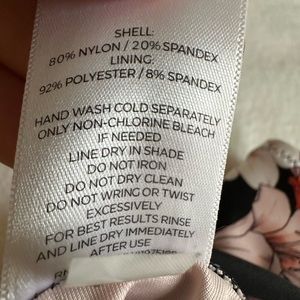 SHELL:
80% NYLON / 20% SPANDEX
LINING:
92% POLYESTER / 8% SPANDEX
HAND WASH COLD SEPARATELY
ONLY NON-CHLORINE BLEACH
IF NEEDED
LINE DRY IN SHADE
DO NOT IRON
DO NOT DRY CLEAN
DO NOT WRING OR TWIST
EXCESSIVELY
FOR BEST RESULTS RINSE
AND LINE DRY IMMEDIATELY
AFTER USE